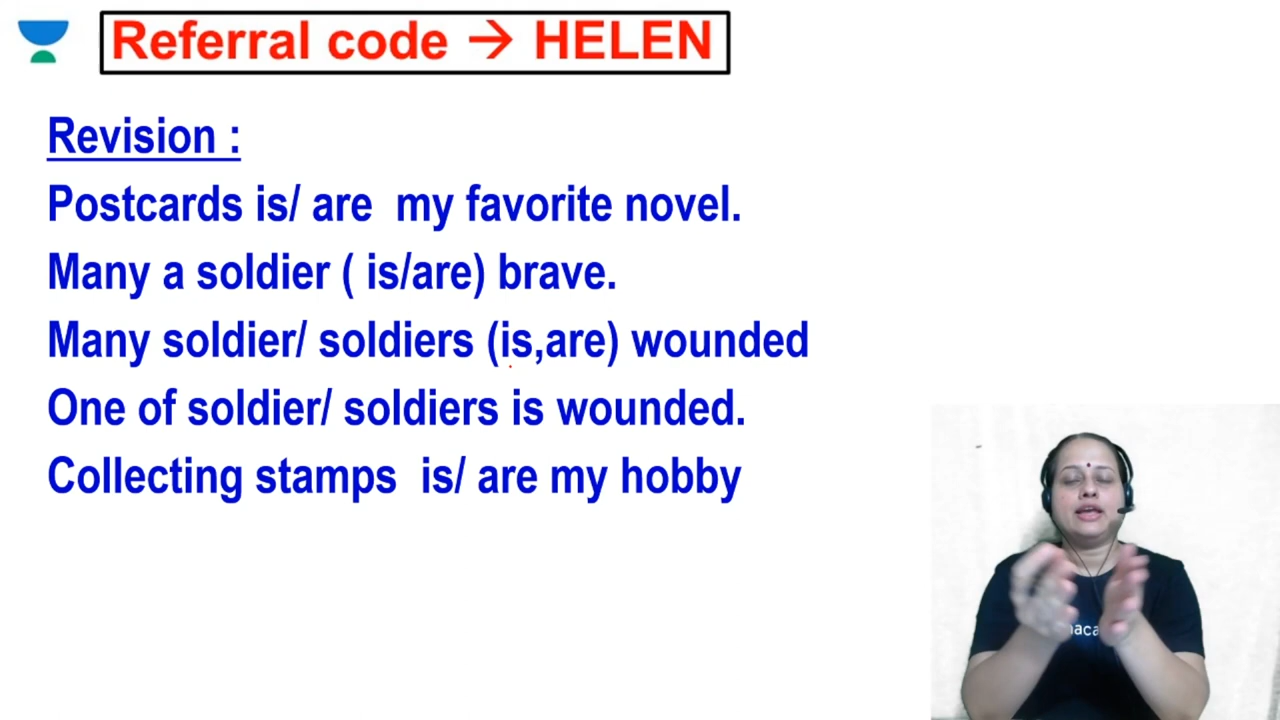 Referral code → HELEN
Revision :
Postcards is/ are my favorite novel.
Many a soldier ( is/are) brave.
Many soldier/ soldiers (is,are) wounded
One of soldier/ soldiers is wounded.
Collecting stamps is/ are my hobby